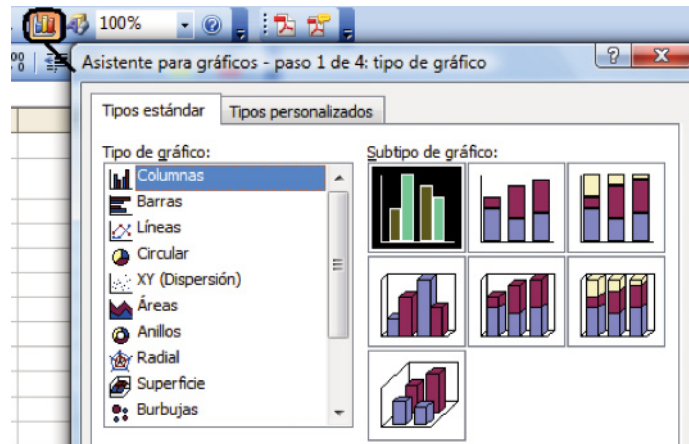 100%
Asistente para gráficos - paso 1 de 4: tipo de gráfico
Tipos estándar
Tipos personalizados
Tipo de gráfico:
Columnas
Barras
Líneas
Circular
XY (Dispersión)
Áreas
Anillos
Radial
Superficie
Burbujas
Subtipo de gráfico: